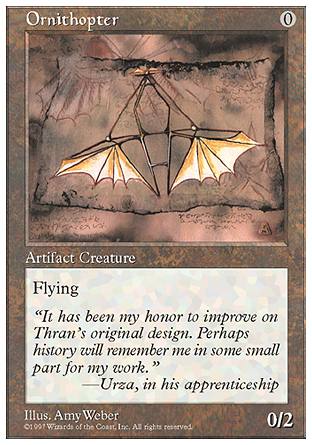 Ornithopter 0
Artifact Creature
Flying
“It has been my honor to improve on
Thran’s original design. Perhaps
history will remember me in some small
part for my work.”
—Urza, in his apprenticeship
Illus. Amy Weber
©1997 Wizards of the Coast, Inc. All rights reserved.
0/2